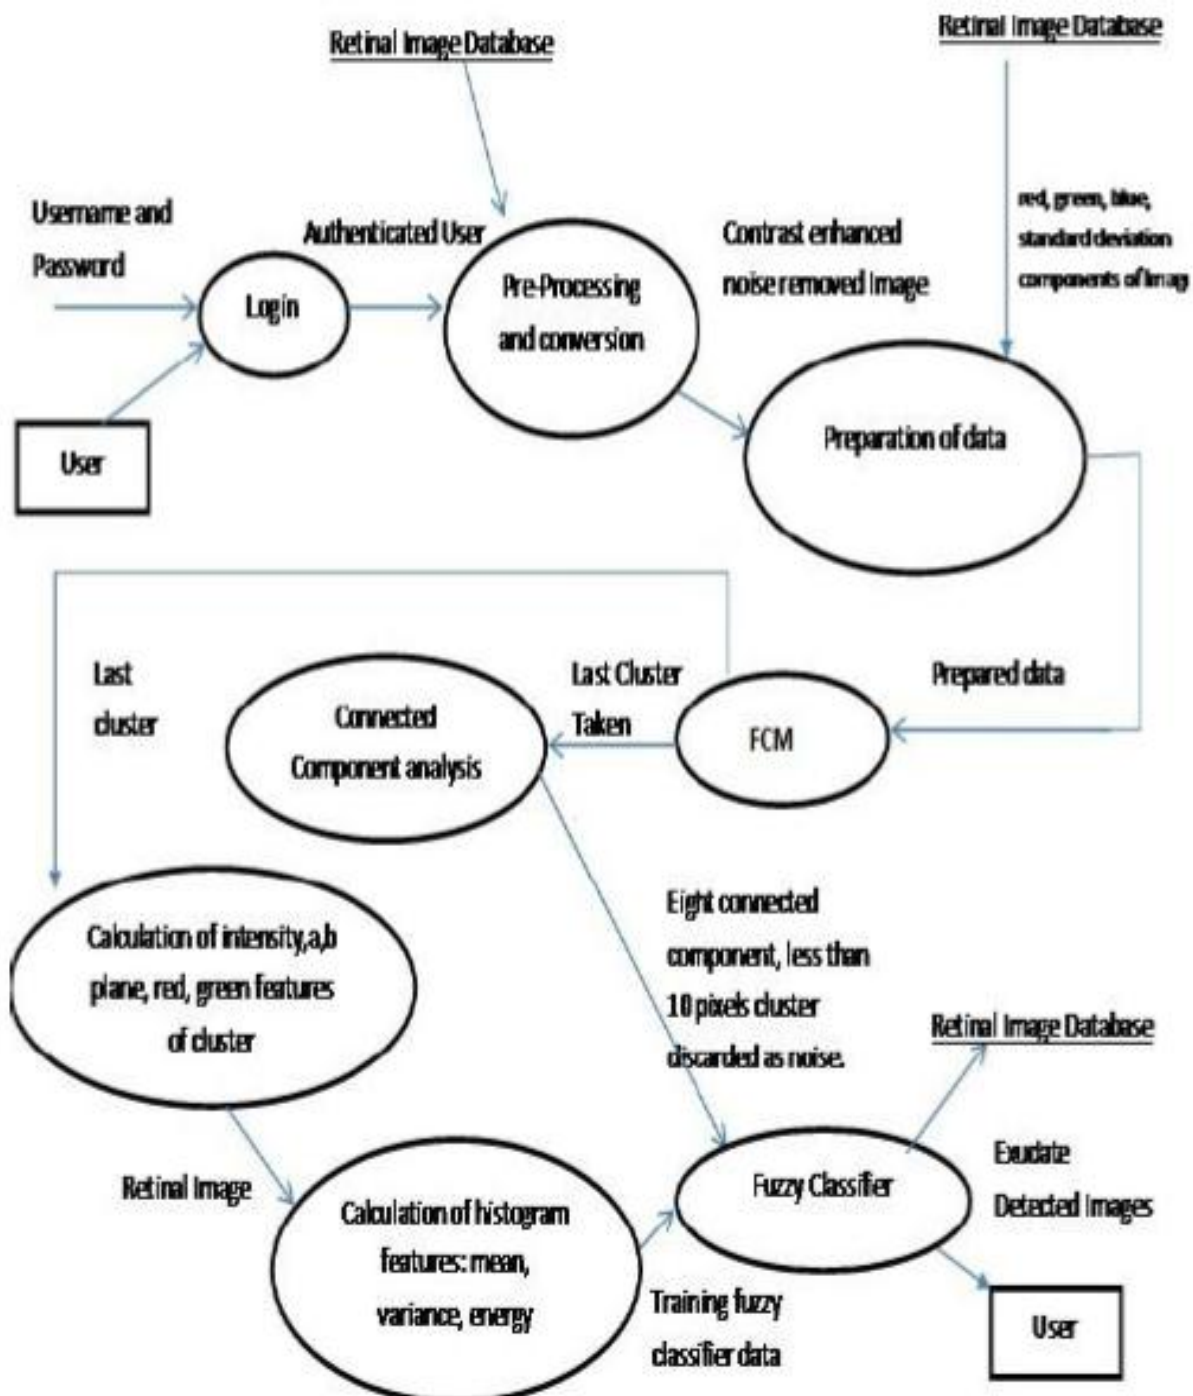 Retinal Image Database
Retinal Image Database
Username and
Password
Authenticated User
Contrast enhanced
noise removed Image
red, green, blue,
standard deviation
components of Imag
Login
Pre-Processing
and conversion
Preparation of data
User
Last
cluster
Connected
Component analysis
Last Cluster
Taken
FCM
Prepared data
Calculation of intensity,a,b
plane, red, green features
of cluster
Eight connected
component, less than
10 pixels cluster
discarded as noise.
Retinal Image Database
Retinal Image
Calculation of histogram
features: mean,
variance, energy
Fuzzy Classifier
Exudate
Detected Images
Training fuzzy
classifier data
User